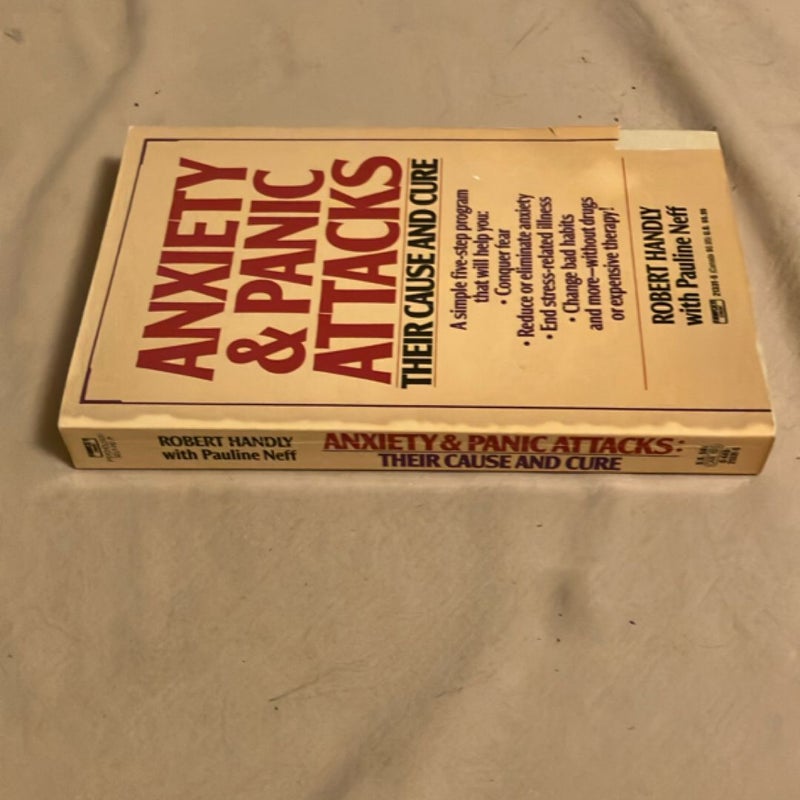 ANXIETY
& PANIC
ATTACKS
THEIR CAUSE AND CURE
A simple five-step program
that will help you:
• Conquer fear
• Reduce or eliminate anxiety
• End stress-related illness
• Change bad habits
and more—without drugs
or expensive therapy!
ROBERT HANDLY
with Pauline Neff
ROBERT HANDLY
with Pauline Neff
ANXIETY & PANIC ATTACKS:
THEIR CAUSE AND CURE